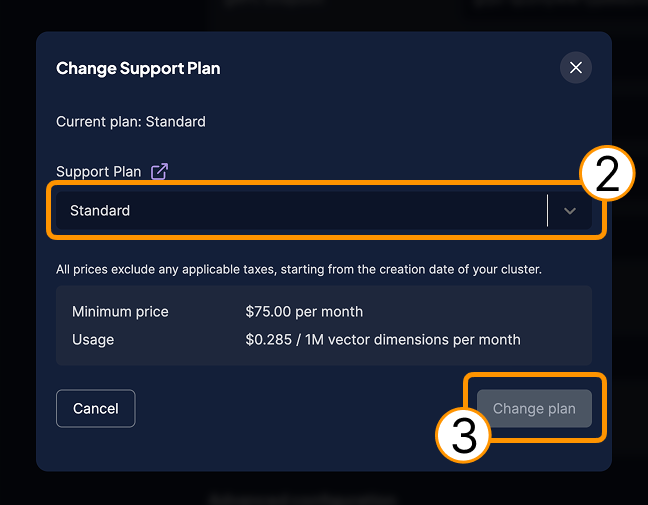 Change Support Plan
Current plan: Standard
Support Plan
2
Standard
All prices exclude any applicable taxes, starting from the creation date of your cluster.
Minimum price $75.00 per month
Usage $0.285 / 1M vector dimensions per month
Cancel
Change plan
3